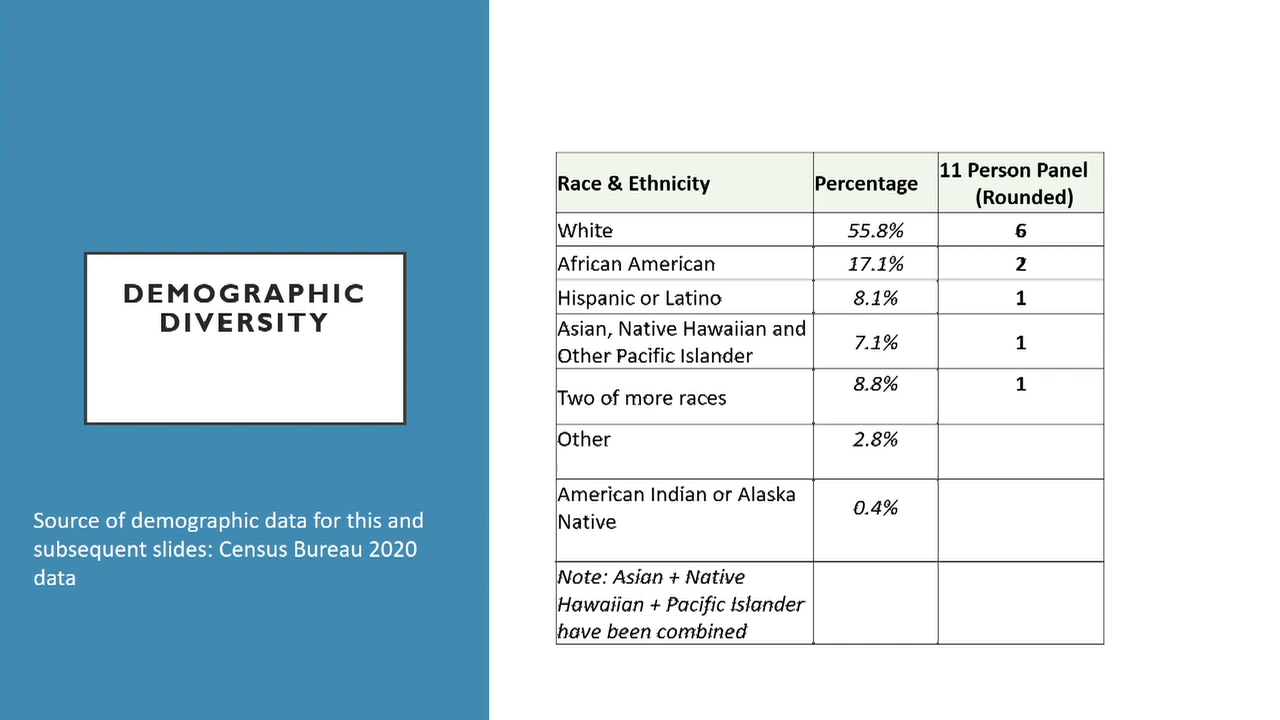 DEMOGRAPHIC
DIVERSITY
Source of demographic data for this and
subsequent slides: Census Bureau 2020
data
Race & Ethnicity Percentage 11 Person Panel
(Rounded)
White 55.8% 6
African American 17.1% 2
Hispanic or Latino 8.1% 1
Asian, Native Hawaiian and
Other Pacific Islander 7.1% 1
Two of more races 8.8% 1
Other 2.8%
American Indian or Alaska
Native 0.4%
Note: Asian + Native
Hawaiian + Pacific Islander
have been combined